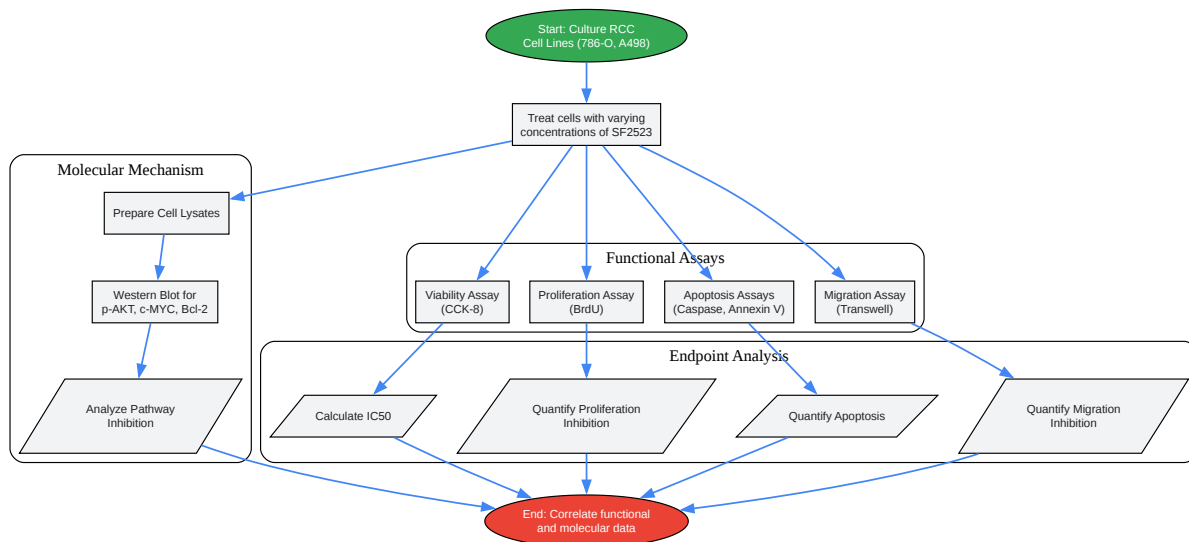 Start: Culture RCC
Cell Lines (786-O, A498)
Treat cells with varying
concentrations of SF2523
Molecular Mechanism
Prepare Cell Lysates
Western Blot for
p-AKT, c-MYC, Bcl-2
Analyze Pathway
Inhibition
Functional Assays
Viability Assay
(CCK-8)
Proliferation Assay
(BrdU)
Apoptosis Assays
(Caspase, Annexin V)
Migration Assay
(Transwell)
Endpoint Analysis
Calculate IC50
Quantify Proliferation
Inhibition
Quantify Apoptosis
Quantify Migration
Inhibition
End: Correlate functional
and molecular data